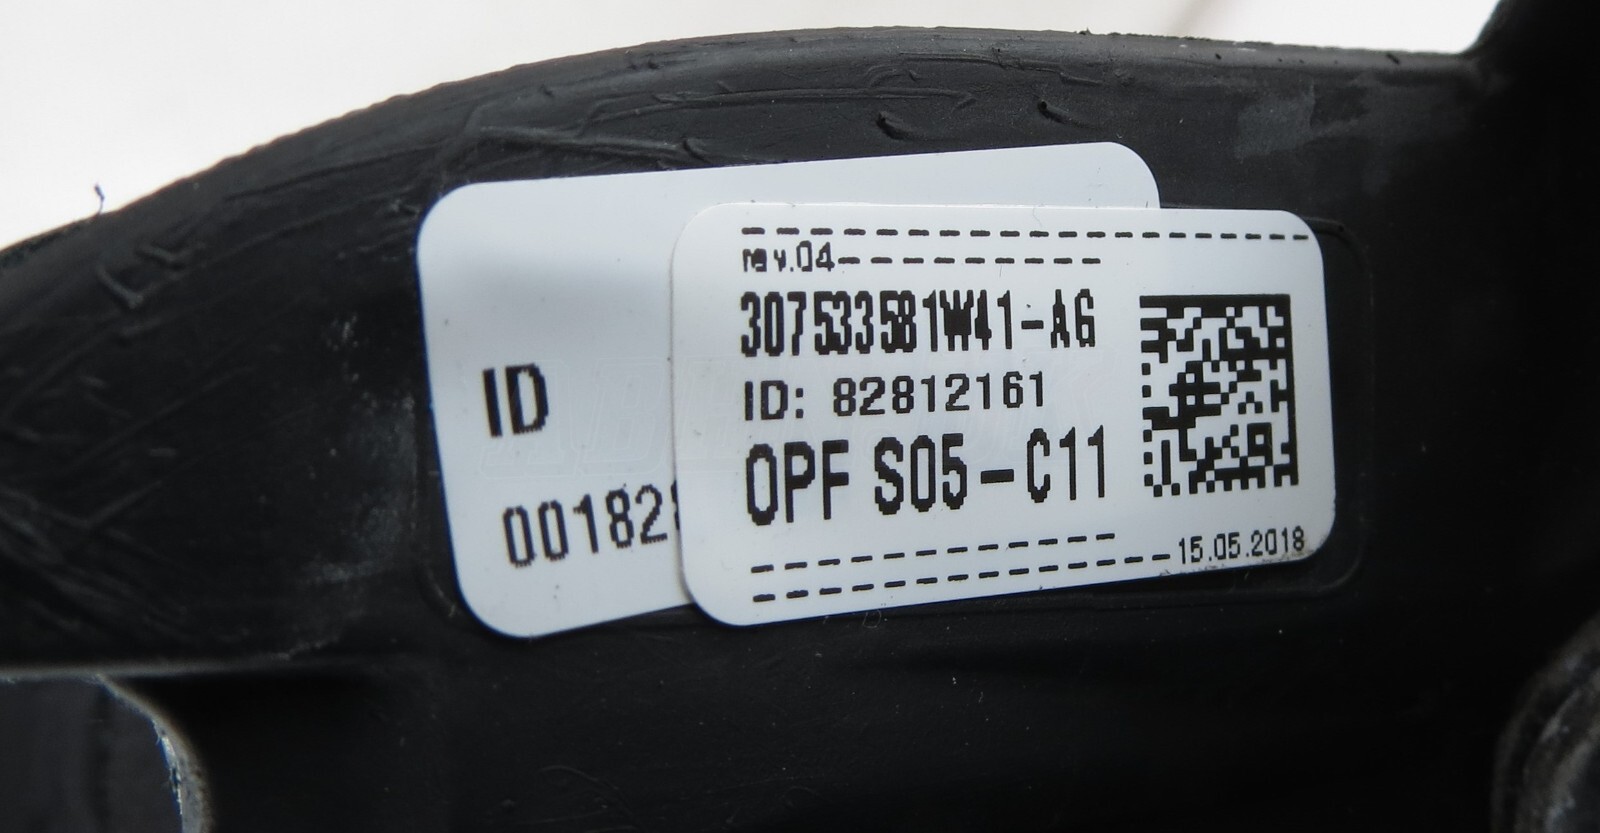 ID
00182
rev.04
307533581W41-AG
ID: 82812161
OPF S05-C11
15.05.2018